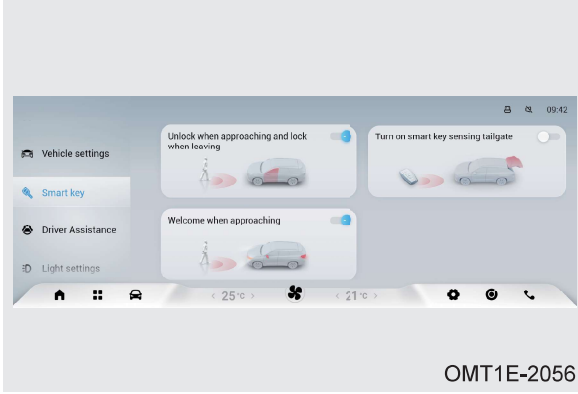 09:42
Vehicle settings
Smart key
Driver Assistance
Light settings
Unlock when approaching and lock
when leaving
Turn on smart key sensing tailgate
Welcome when approaching
< 25°C >
< 21°C >
OMT1E-2056